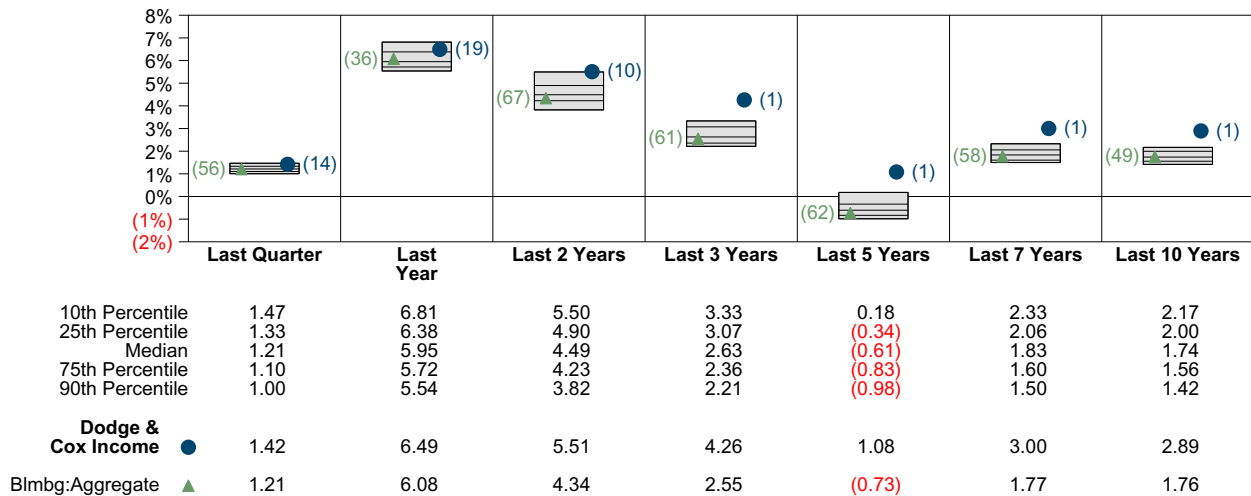 8%
7%
6%
5%
4%
3%
2%
1%
0%
(1%)
(2%)
(56) (14)
(36) (19)
(67) (10)
(61) (1)
(62) (1)
(58) (1)
(49) (1)
Last Quarter Last Year Last 2 Years Last 3 Years Last 5 Years Last 7 Years Last 10 Years
10th Percentile 1.47 6.81 5.50 3.33 0.18 2.33 2.17
25th Percentile 1.33 6.38 4.90 3.07 (0.34) 2.06 2.00
Median 1.21 5.95 4.49 2.63 (0.61) 1.83 1.74
75th Percentile 1.10 5.72 4.23 2.36 (0.83) 1.60 1.56
90th Percentile 1.00 5.54 3.82 2.21 (0.98) 1.50 1.42
Dodge &
Cox Income 1.42 6.49 5.51 4.26 1.08 3.00 2.89
Blmbg:Aggregate 1.21 6.08 4.34 2.55 (0.73) 1.77 1.76